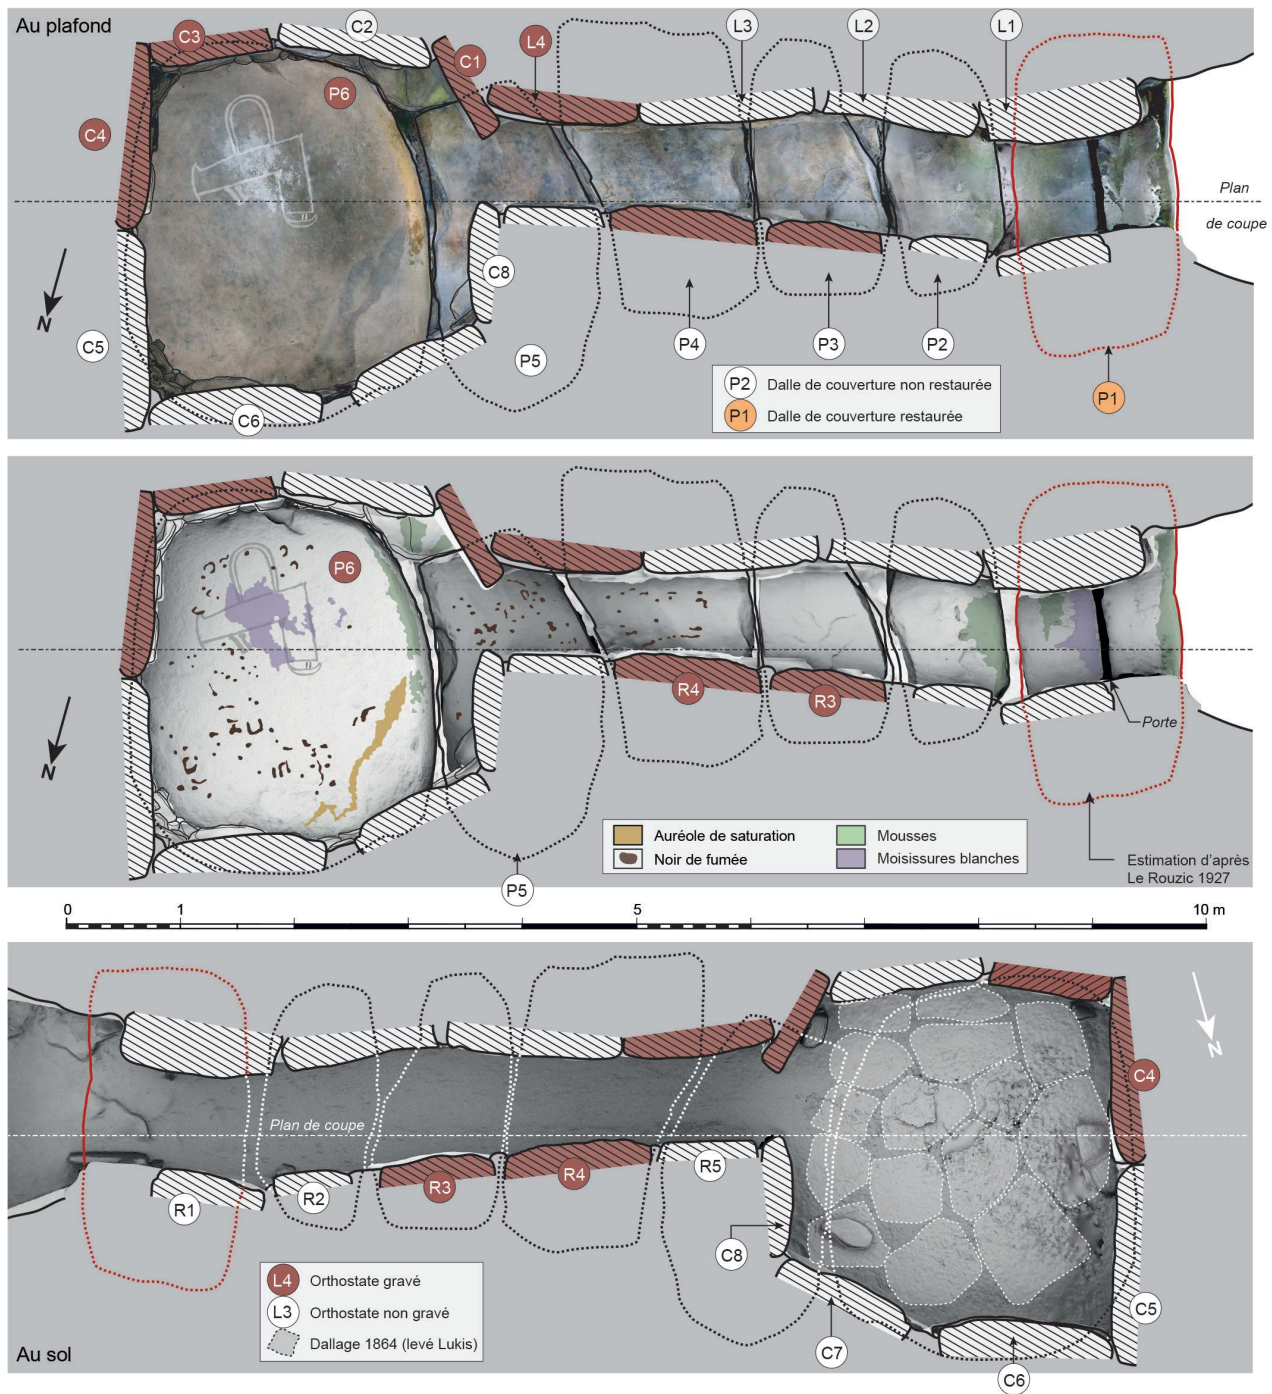 Au plafond
C3
C2
L4
L3
L2
L1
C1
P6
C4
Plan
de coupe
C8
N
C5
P5
P4
P3
P2
P2 Dalle de couverture non restaurée
P1 Dalle de couverture restaurée
P1
C6
P6
R4
R3
Porte
N
Auréole de saturation
Noir de fumée
Mousses
Moisissures blanches
Estimation d'après
Le Rouzic 1927
P5
0 1 5 10 m
N
C4
Plan de coupe
R5
R4
R3
R2
R1
C8
L4 Orthostate gravé
L3 Orthostate non gravé
Dallage 1864 (levé Lukis)
C5
C7
C6
Au sol